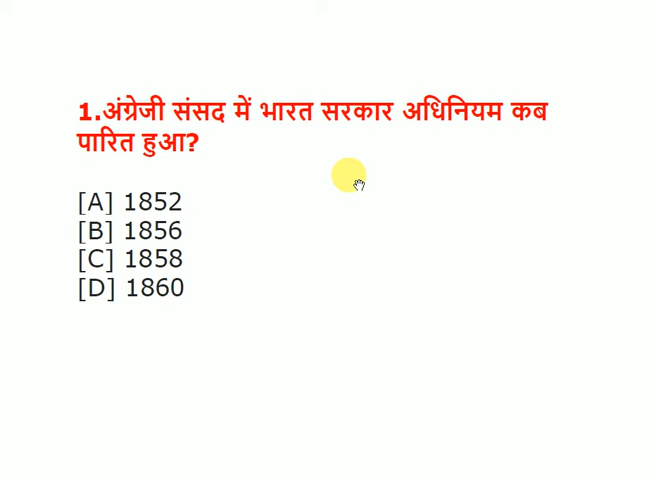 1.अंग्रेजी संसद में भारत सरकार अधिनियम कब
पारित हुआ?
[A] 1852
[B] 1856
[C] 1858
[D] 1860